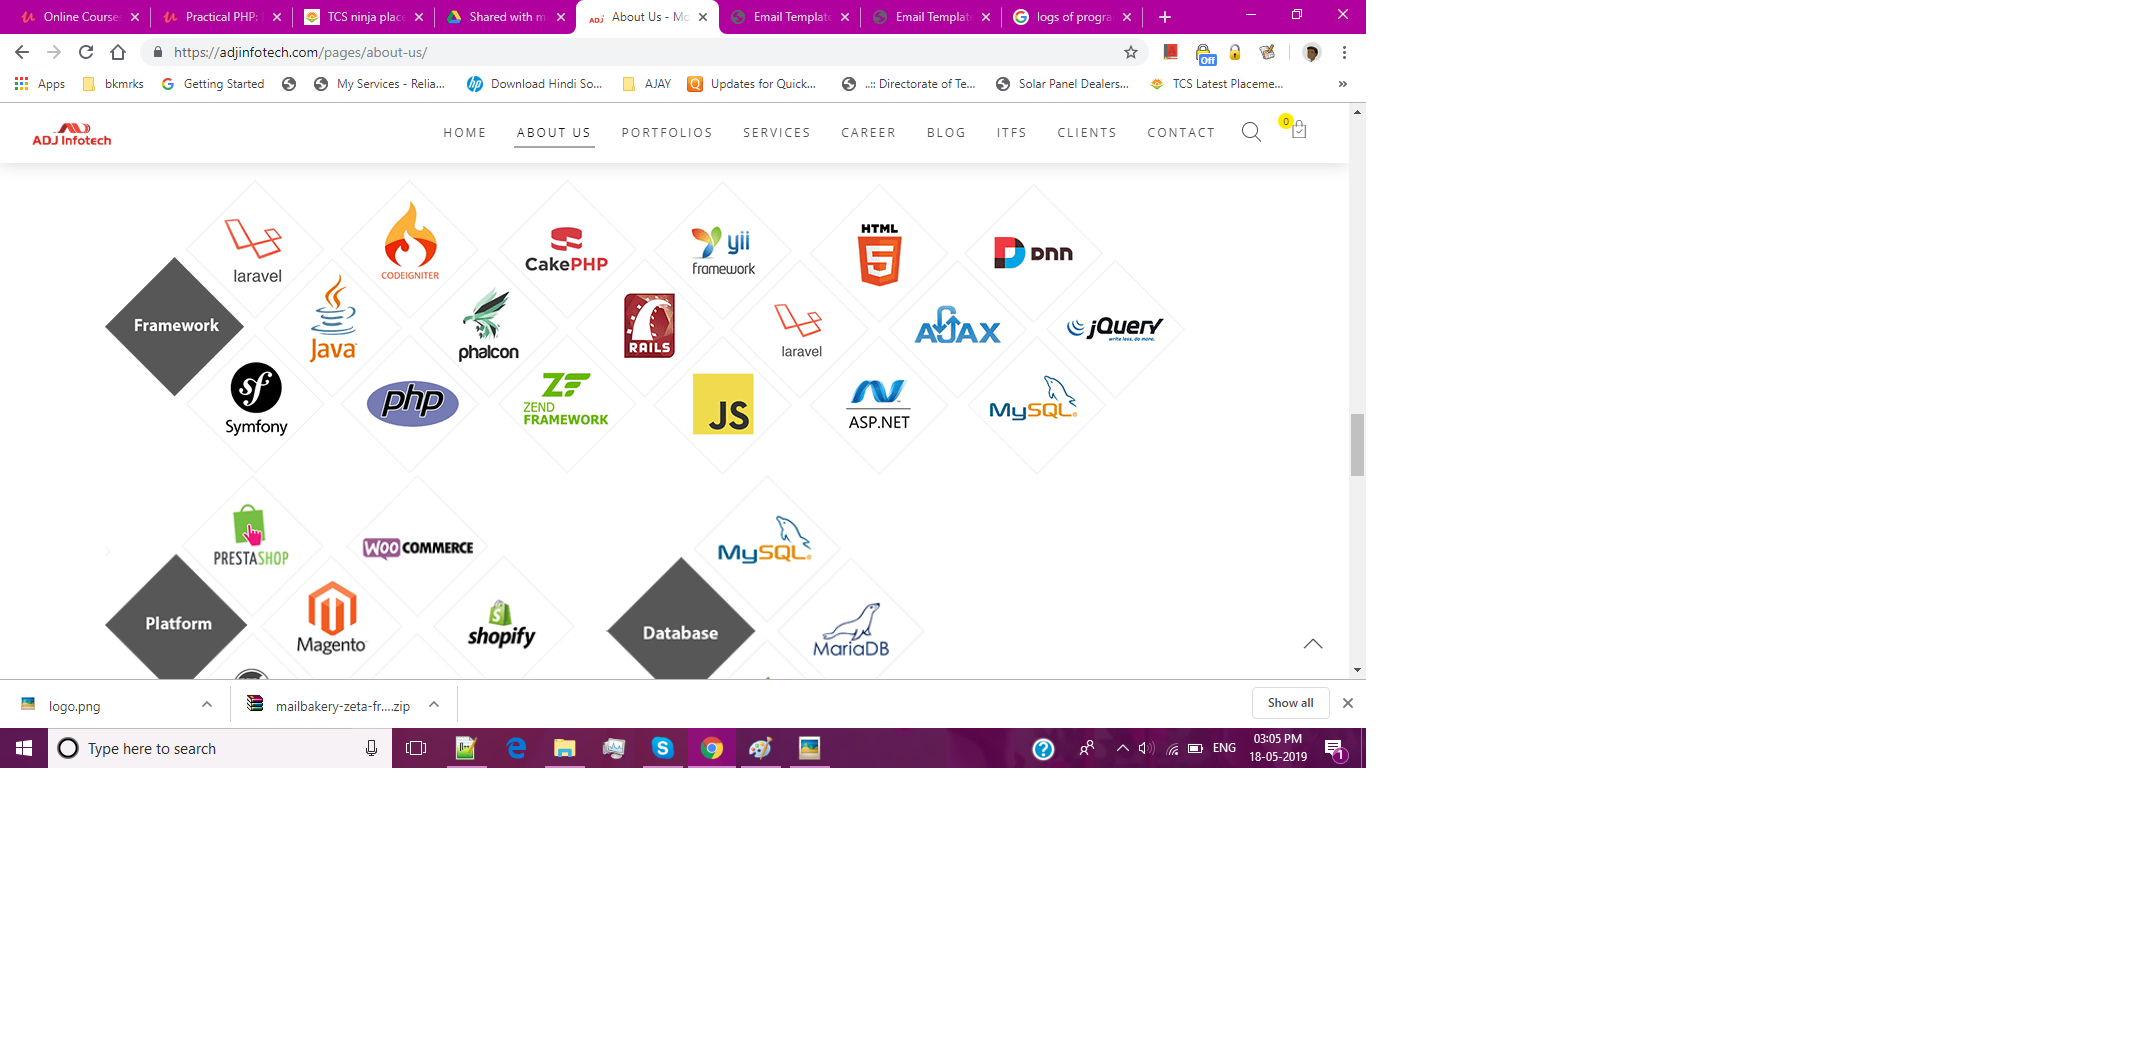 Online Course
Practical PHP:
TCS ninja place
Shared with m
About Us - Mo
Email Templat
Email Templat
logs of progra
https://adjinfotech.com/pages/about-us/
Off
Apps
bkmrks
Getting Started
My Services - Relia...
Download Hindi So...
AJAY
Updates for Quick...
..:: Directorate of Te...
Solar Panel Dealers...
TCS Latest Placeme...
»
ADJ Infotech
HOME
ABOUT US
PORTFOLIOS
SERVICES
CAREER
BLOG
ITFS
CLIENTS
CONTACT
0
laravel
CODEIGNITER
CakePHP
yii
framework
HTML
5
DNN
Framework
Java
phalcon
RAILS
laravel
AJAX
jQuery
write less, do more.
sf
Symfony
php
ZF
ZEND
FRAMEWORK
JS
ASP.NET
MySQL
PRESTASHOP
WOO COMMERCE
MySQL
Platform
Magento
S
shopify
Database
MariaDB
logo.png
mailbakery-zeta-fr....zip
Show all
Type here to search
ENG
03:05 PM
18-05-2019
1